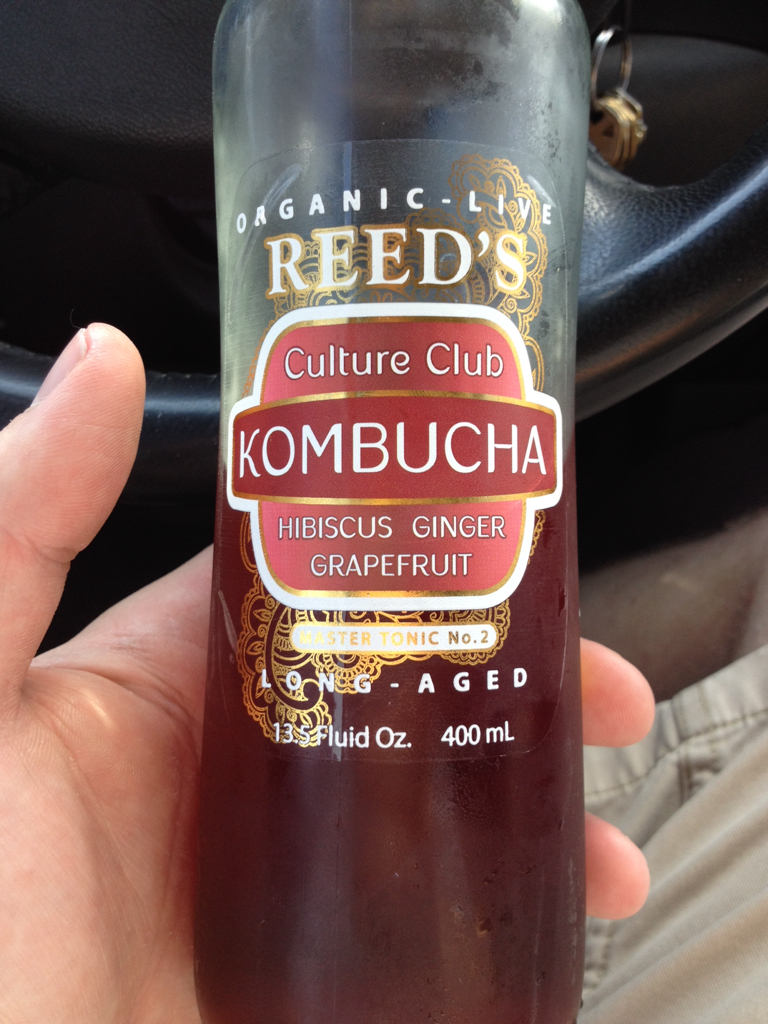 ORGANIC-LIVE
REED'S
Culture Club
KOMBUCHA
HIBISCUS GINGER
GRAPEFRUIT
MASTER TONIC No.2
LONG-AGED
13.5 Fluid Oz. 400 mL